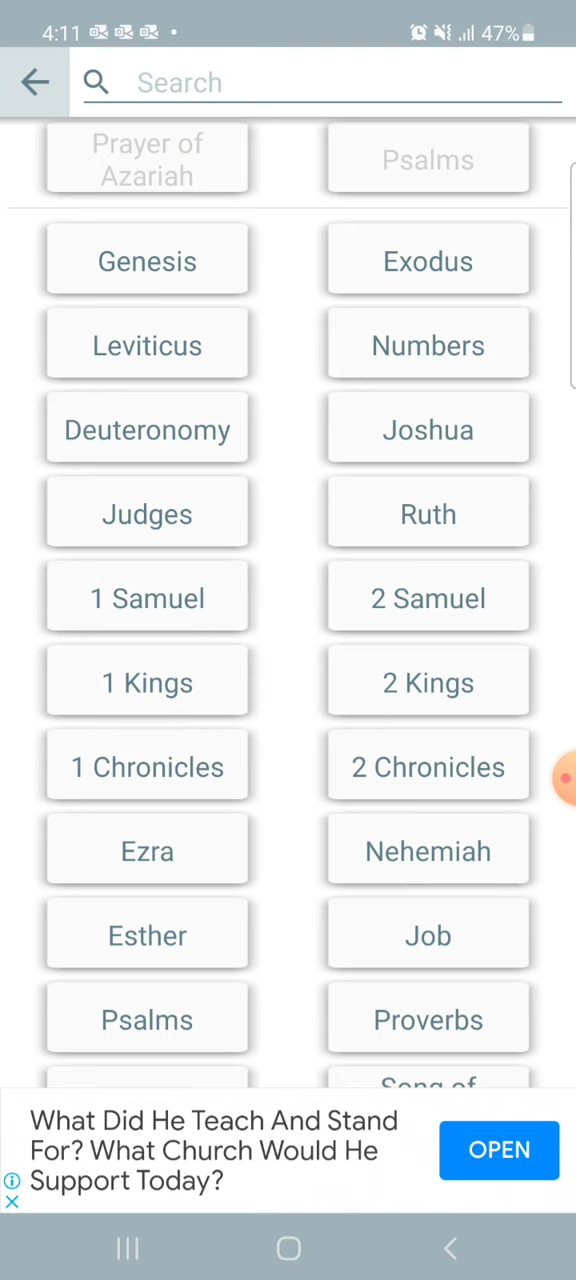 4:11
47%
Search
Prayer of
Azariah
Psalms
Genesis
Exodus
Leviticus
Numbers
Deuteronomy
Joshua
Judges
Ruth
1 Samuel
2 Samuel
1 Kings
2 Kings
1 Chronicles
2 Chronicles
Ezra
Nehemiah
Esther
Job
Psalms
Proverbs
Song of
What Did He Teach And Stand
For? What Church Would He
Support Today?
OPEN